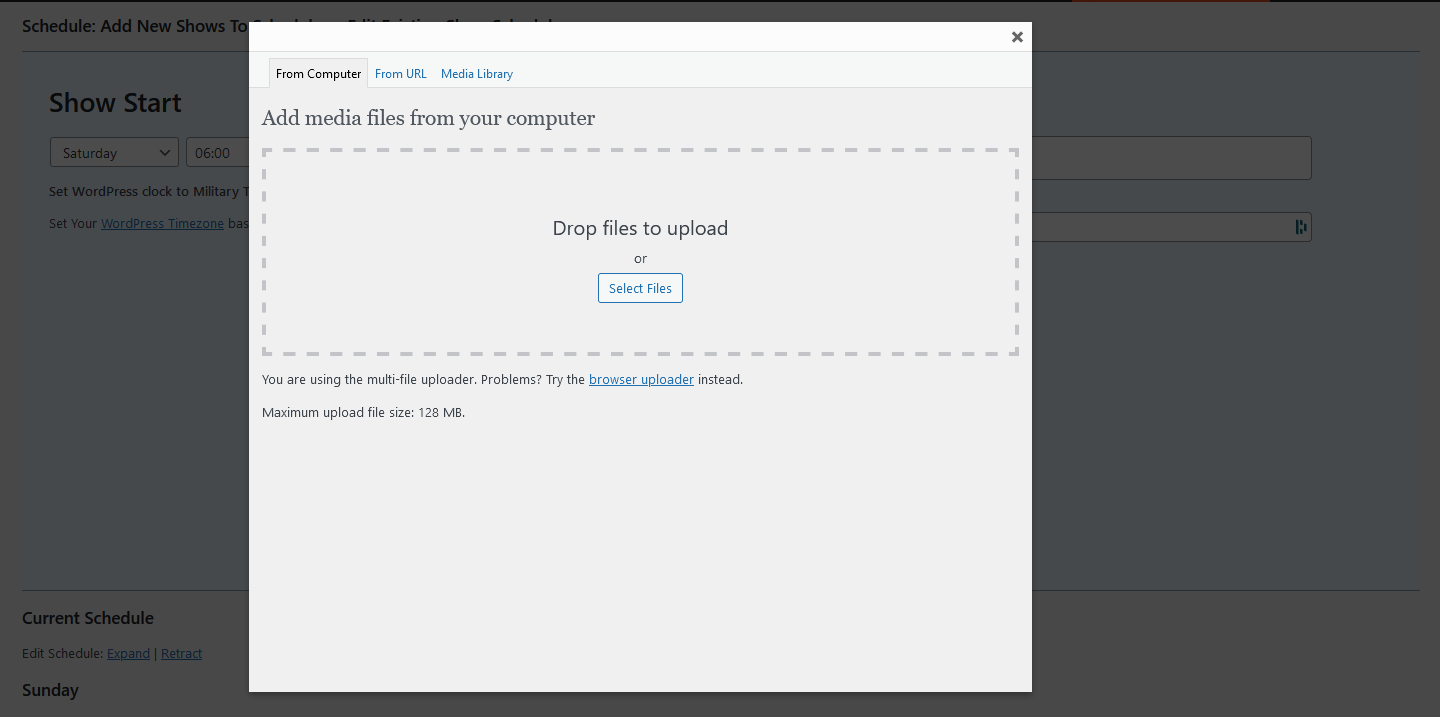 Schedule: Add New Shows To
From Computer From URL Media Library
Show Start
Add media files from your computer
Saturday 06:00
Set WordPress clock to Military T
Set Your WordPress Timezone bas
Drop files to upload
or
Select Files
You are using the multi-file uploader. Problems? Try the browser uploader instead.
Maximum upload file size: 128 MB.
Current Schedule
Edit Schedule: Expand | Retract
Sunday